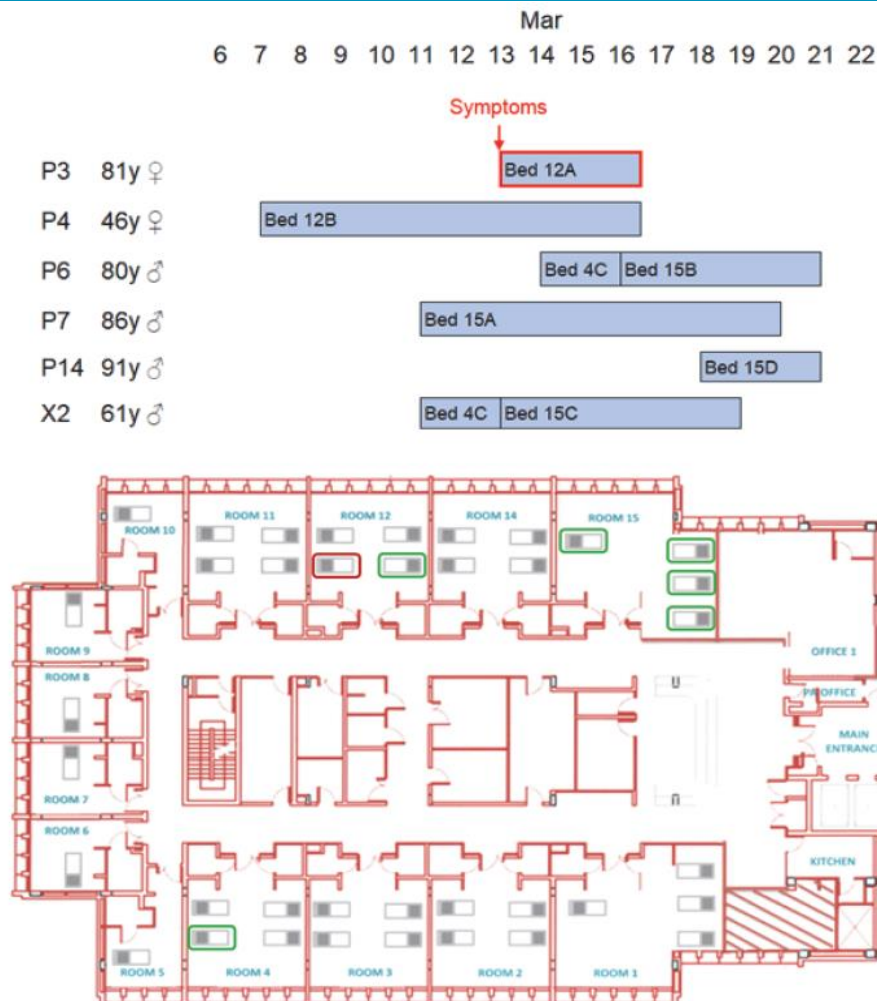 Mar
6 7 8 9 10 11 12 13 14 15 16 17 18 19 20 21 22
Symptoms
P3 81y ♀ Bed 12A
P4 46y ♀ Bed 12B
P6 80y ♂ Bed 4C Bed 15B
P7 86y ♂ Bed 15A
P14 91y ♂ Bed 15D
X2 61y ♂ Bed 4C Bed 15C
ROOM 10 ROOM 11 ROOM 12 ROOM 14 ROOM 15
ROOM 9 OFFICE 1
ROOM 8
PA OFFICE
MAIN
ENTRANCE
ROOM 7
ROOM 6
KITCHEN
ROOM 5 ROOM 4 ROOM 3 ROOM 2 ROOM 1